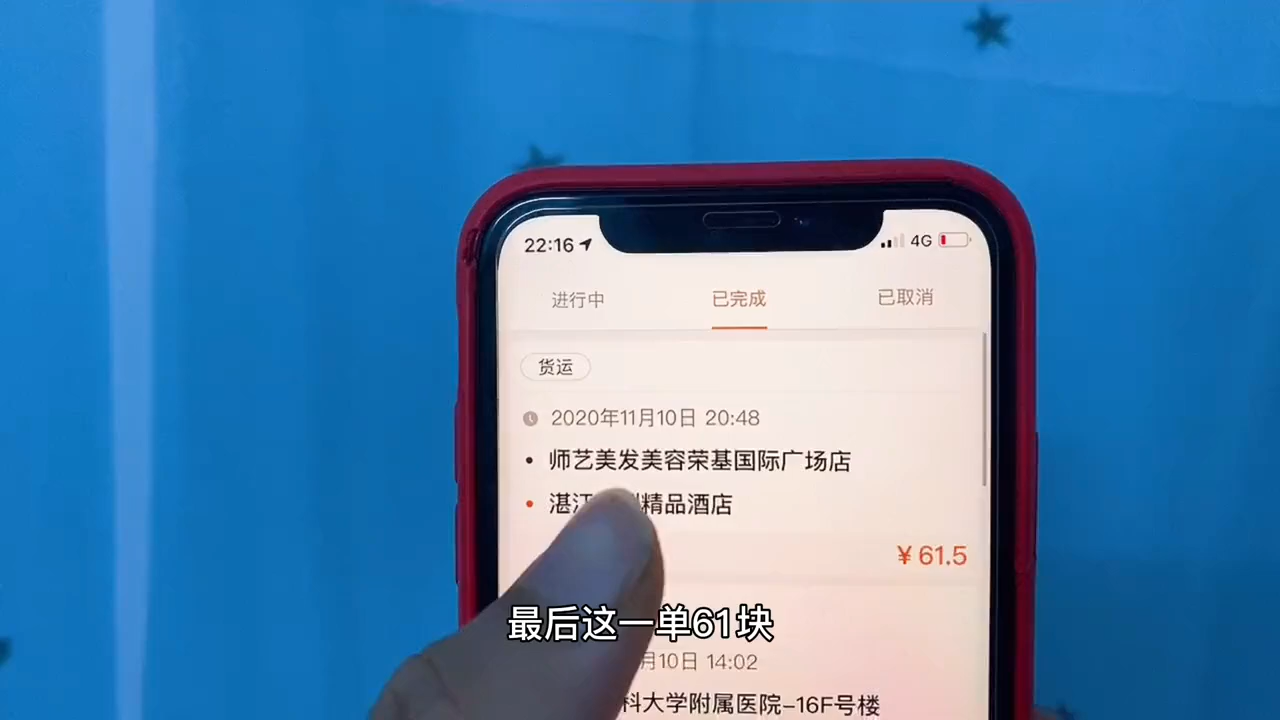 22:16 4G
进行中 已完成 已取消
货运
2020年11月10日 20:48
师艺美发美容荣基国际广场店
湛江 精品酒店
¥61.5
最后这一单61块
月10日 14:02
科大学附属医院-16F号楼